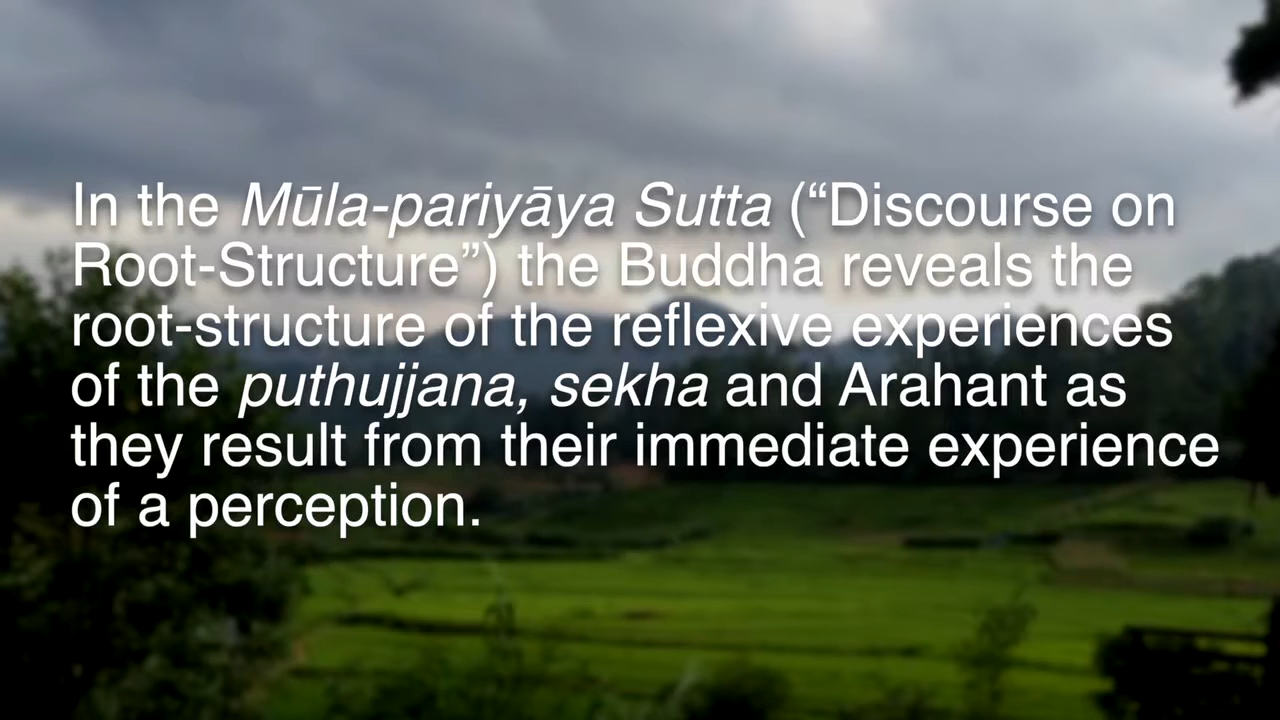 In the Mūla-pariyāya Sutta (“Discourse on
Root-Structure”) the Buddha reveals the
root-structure of the reflexive experiences
of the puthujjana, sekha and Arahant as
they result from their immediate experience
of a perception.